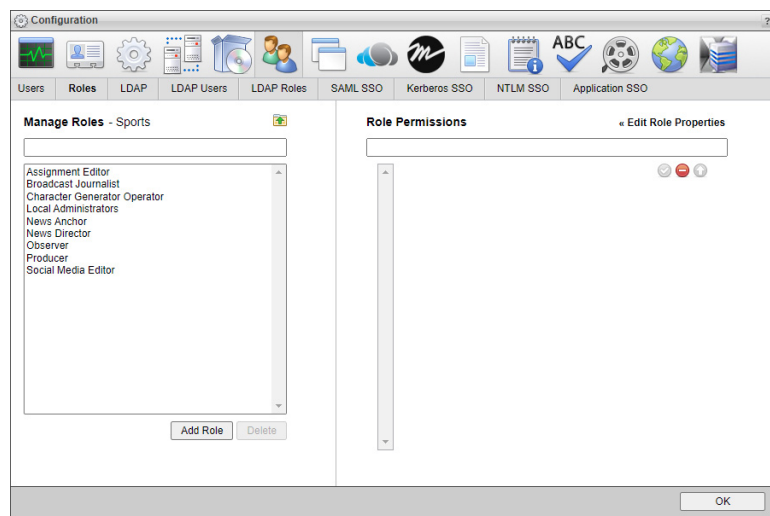 Configuration
?
ABC
Users Roles LDAP LDAP Users LDAP Roles SAML SSO Kerberos SSO NTLM SSO Application SSO
Manage Roles - Sports
Role Permissions
« Edit Role Properties
Assignment Editor
Broadcast Journalist
Character Generator Operator
Local Administrators
News Anchor
News Director
Observer
Producer
Social Media Editor
Add Role Delete
OK